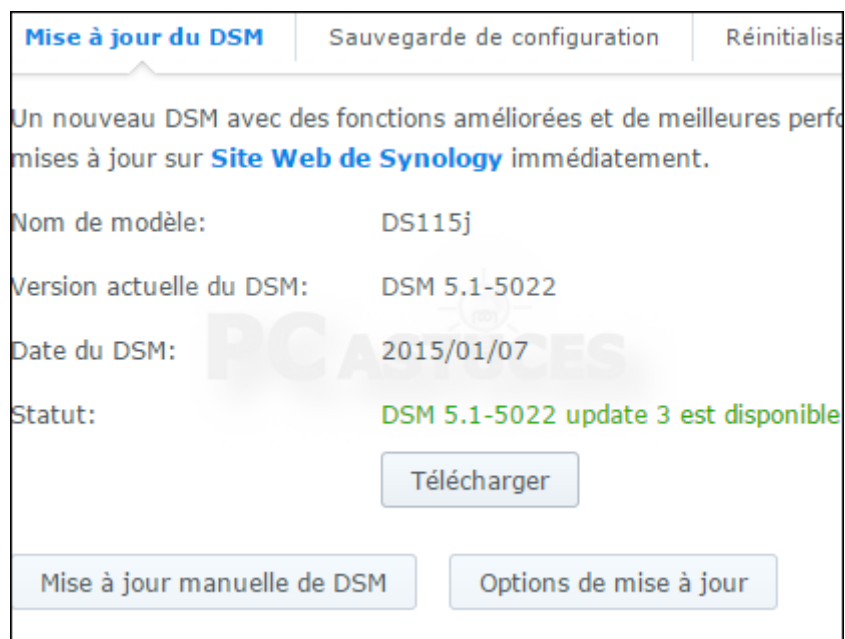 Mise à jour du DSM Sauvegarde de configuration Réinitialisa
Un nouveau DSM avec des fonctions améliorées et de meilleures perfo
mises à jour sur Site Web de Synology immédiatement.
Nom de modèle: DS115j
Version actuelle du DSM: DSM 5.1-5022
Date du DSM: 2015/01/07
PC ASTUCES
Statut: DSM 5.1-5022 update 3 est disponible
Télécharger
Mise à jour manuelle de DSM Options de mise à jour